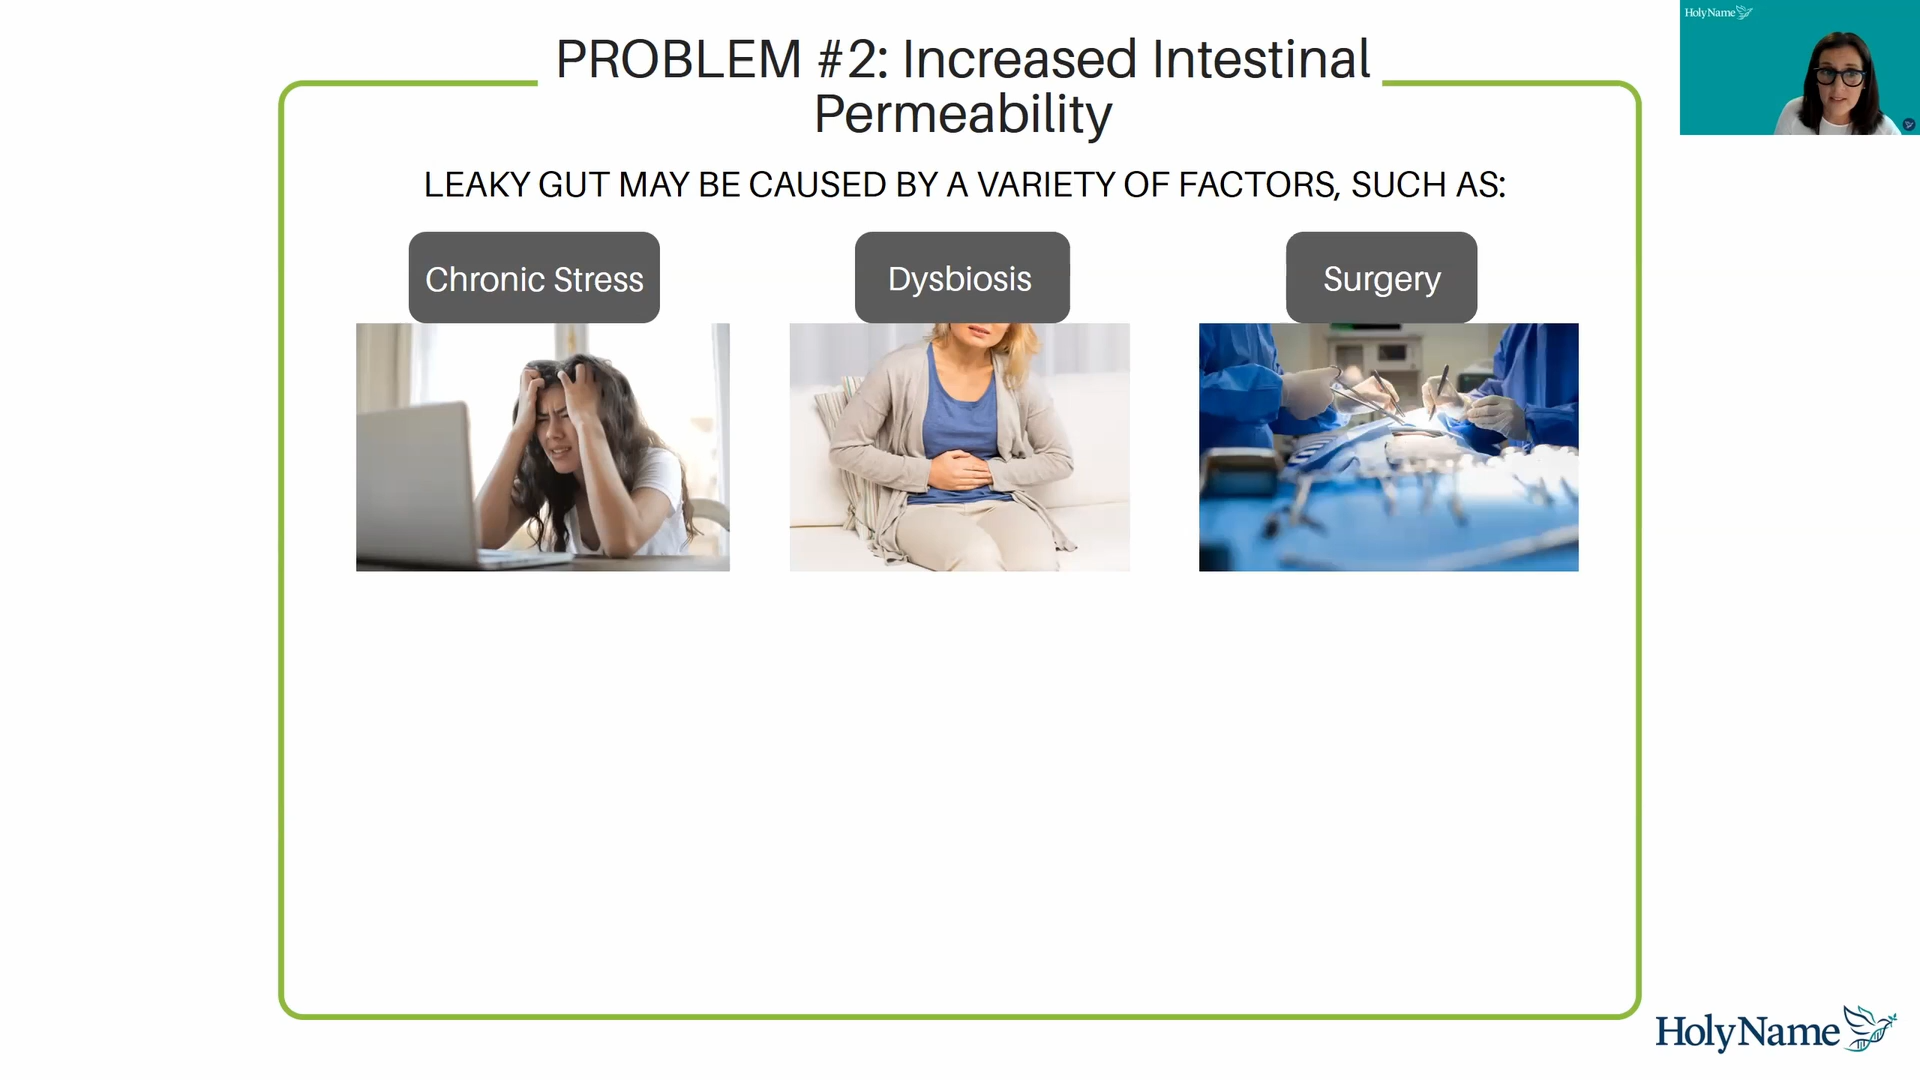 HolyName
PROBLEM #2: Increased Intestinal
Permeability
LEAKY GUT MAY BE CAUSED BY A VARIETY OF FACTORS, SUCH AS:
Chronic Stress
Dysbiosis
Surgery
HolyName